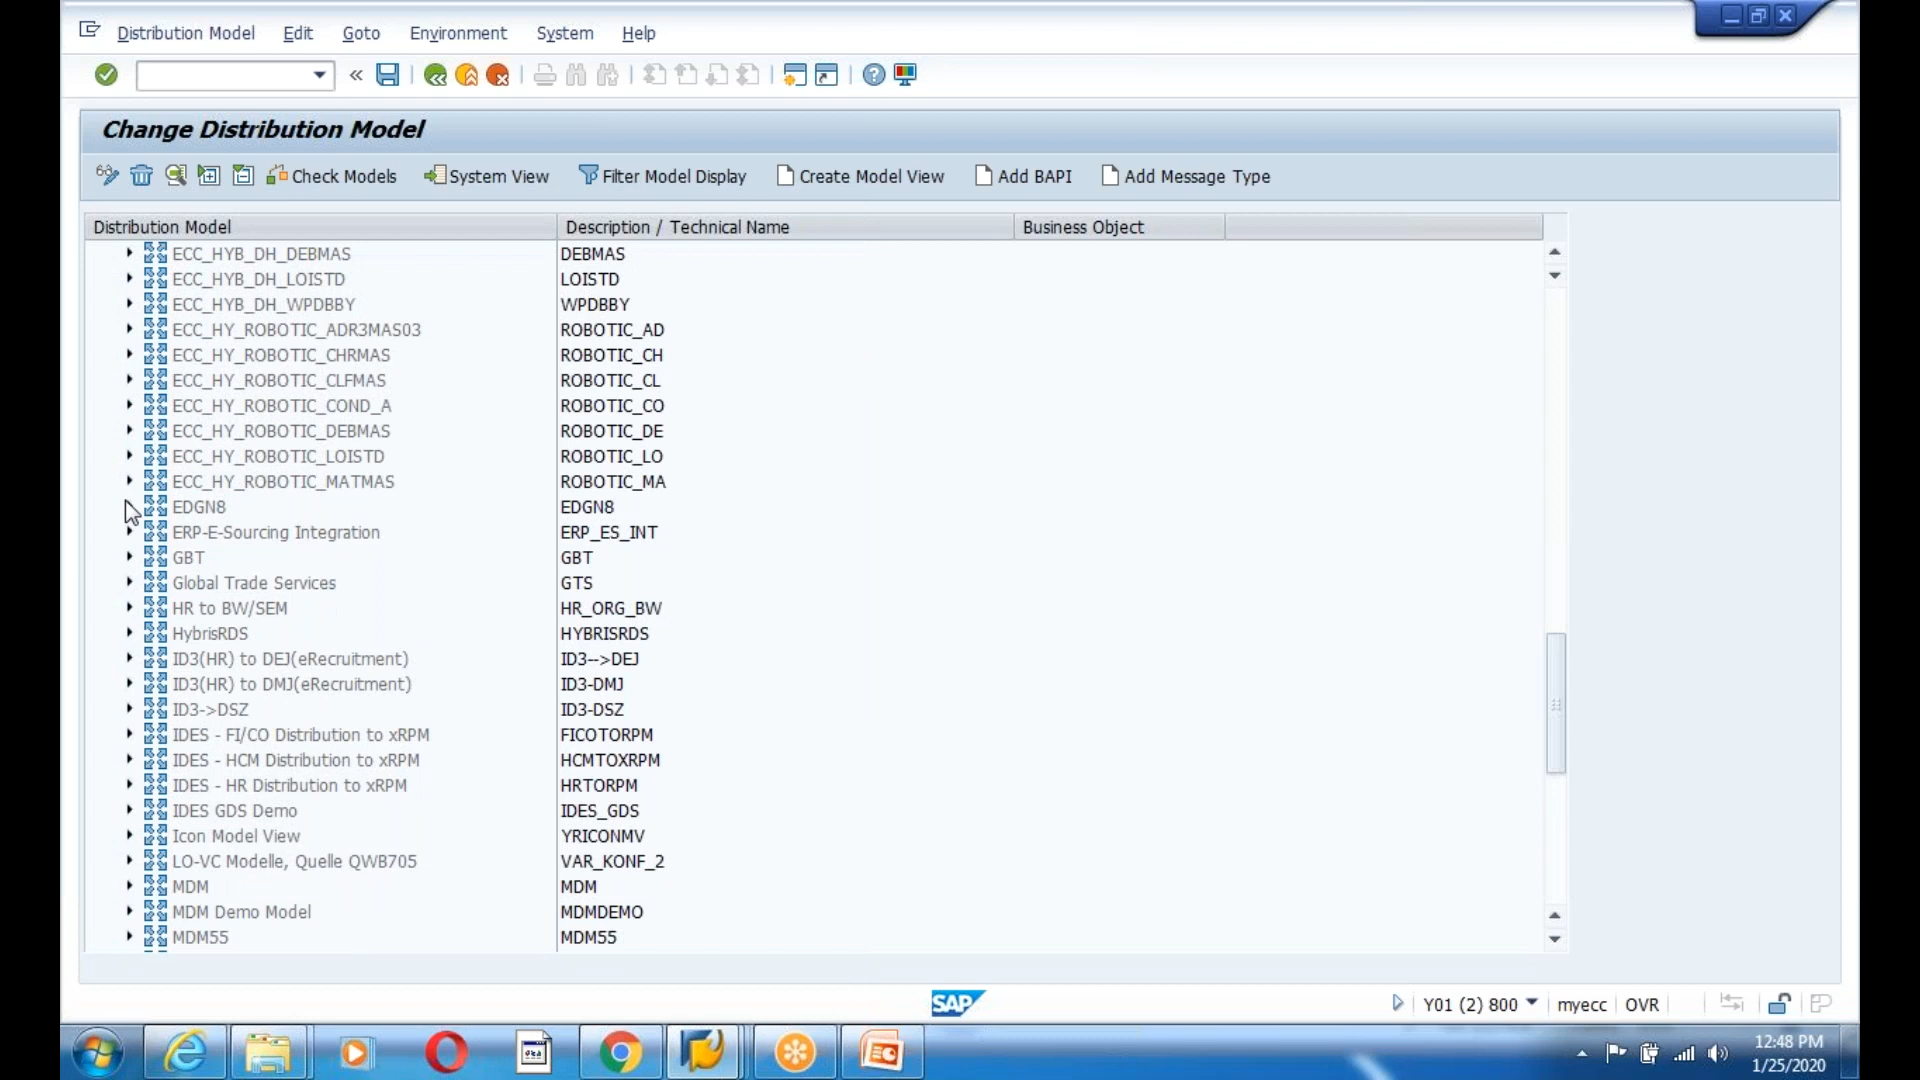 Distribution Model Edit Goto Environment System Help
Change Distribution Model
Check Models System View Filter Model Display Create Model View Add BAPI Add Message Type
Distribution Model Description / Technical Name Business Object
ECC_HYB_DH_DEBMAS DEBMAS
ECC_HYB_DH_LOISTD LOISTD
ECC_HYB_DH_WPDBBY WPDBBY
ECC_HY_ROBOTIC_ADR3MAS03 ROBOTIC_AD
ECC_HY_ROBOTIC_CHRMAS ROBOTIC_CH
ECC_HY_ROBOTIC_CLFMAS ROBOTIC_CL
ECC_HY_ROBOTIC_COND_A ROBOTIC_CO
ECC_HY_ROBOTIC_DEBMAS ROBOTIC_DE
ECC_HY_ROBOTIC_LOISTD ROBOTIC_LO
ECC_HY_ROBOTIC_MATMAS ROBOTIC_MA
EDGN8 EDGN8
ERP-E-Sourcing Integration ERP_ES_INT
GBT GBT
Global Trade Services GTS
HR to BW/SEM HR_ORG_BW
HybrisRDS HYBRISRDS
ID3(HR) to DEJ(eRecruitment) ID3-->DEJ
ID3(HR) to DMJ(eRecruitment) ID3-DMJ
ID3->DSZ ID3-DSZ
IDES - FI/CO Distribution to xRPM FICOTORPM
IDES - HCM Distribution to xRPM HCMTOXRPM
IDES - HR Distribution to xRPM HRTORPM
IDES GDS Demo IDES_GDS
Icon Model View YRICONMV
LO-VC Modelle, Quelle QWB705 VAR_KONF_2
MDM MDM
MDM Demo Model MDMDEMO
MDM55 MDM55
SAP Y01 (2) 800 myecc OVR
12:48 PM
1/25/2020